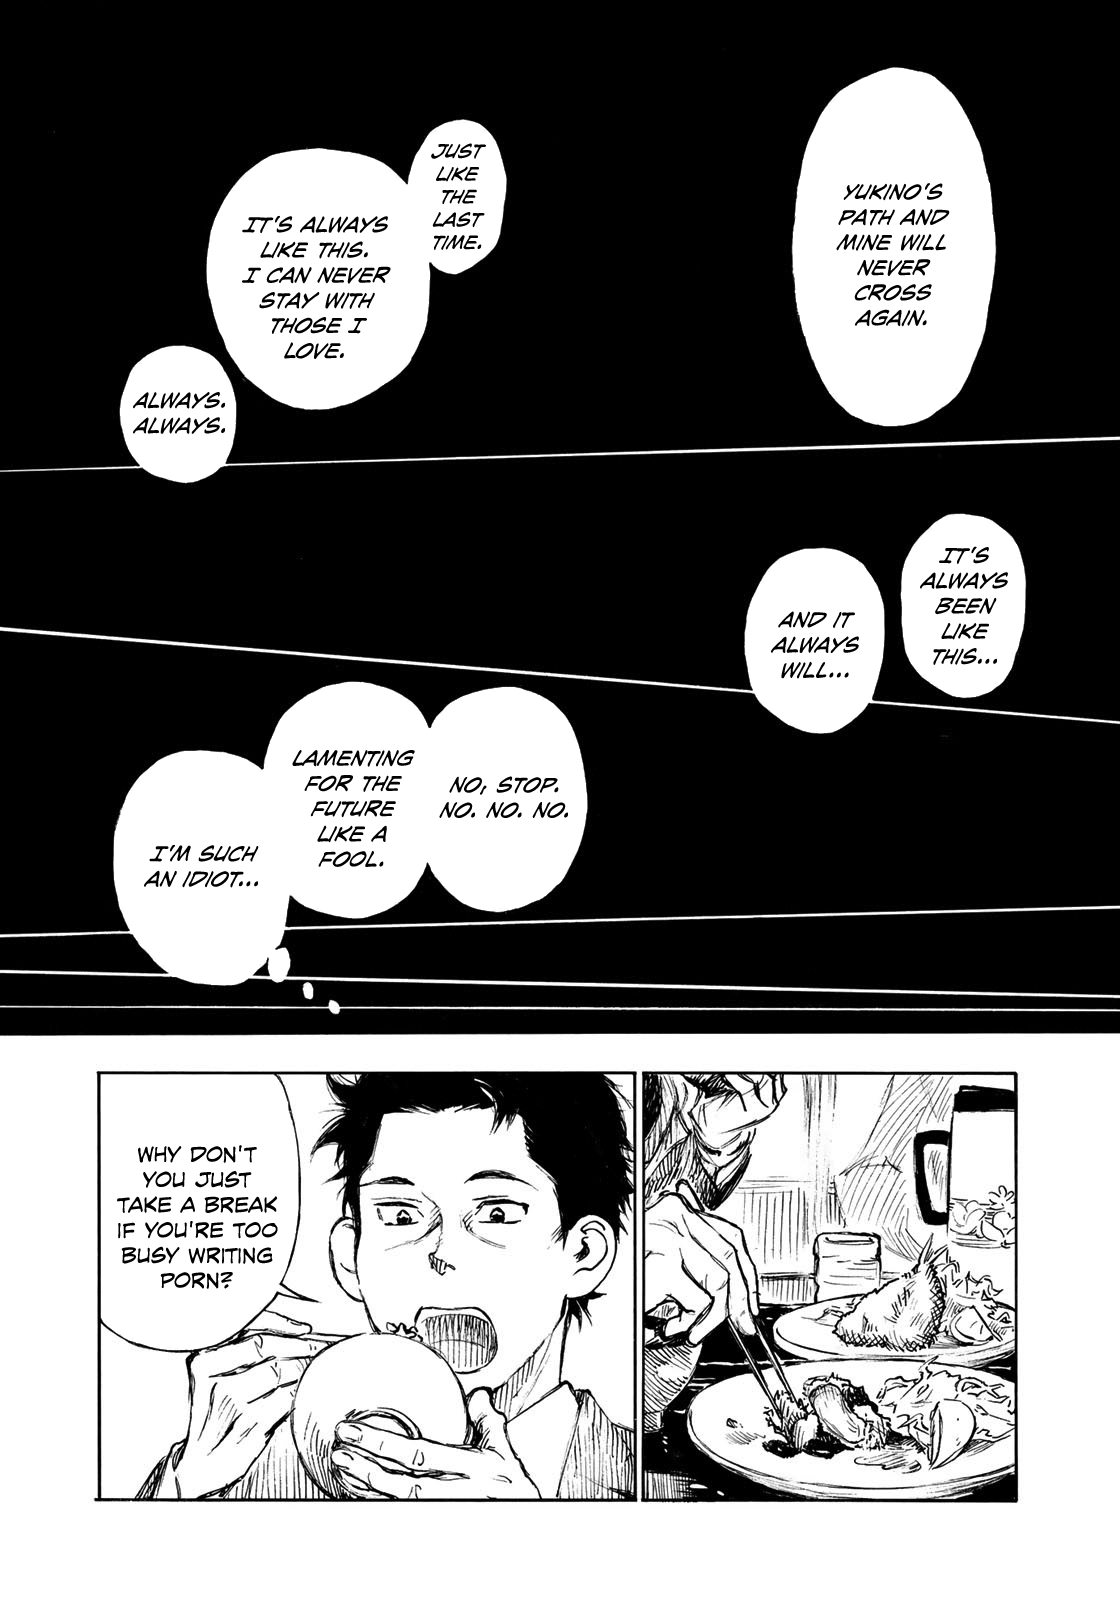 YUKINO'S
PATH AND
MINE WILL
NEVER
CROSS
AGAIN.
JUST
LIKE
THE
LAST
TIME.
IT'S ALWAYS
LIKE THIS.
I CAN NEVER
STAY WITH
THOSE I
LOVE.
ALWAYS.
ALWAYS.
IT'S
ALWAYS
BEEN
LIKE
THIS...
AND IT
ALWAYS
WILL...
NO, STOP.
NO. NO. NO.
LAMENTING
FOR THE
FUTURE
LIKE A
FOOL.
I'M SUCH
AN IDIOT...
WHY DON'T
YOU JUST
TAKE A BREAK
IF YOU'RE TOO
BUSY WRITING
PORN?